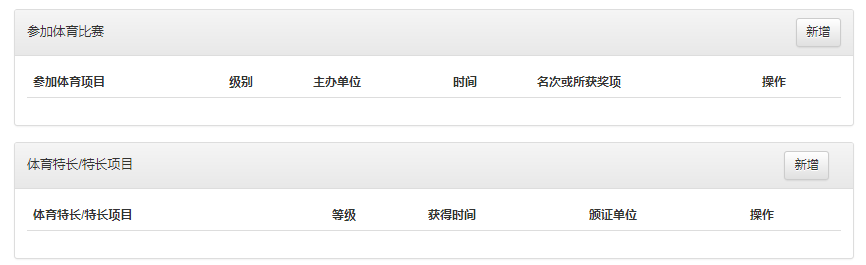 参加体育比赛 新增
参加体育项目 级别 主办单位 时间 名次或所获奖项 操作
体育特长/特长项目 新增
体育特长/特长项目 等级 获得时间 颁证单位 操作